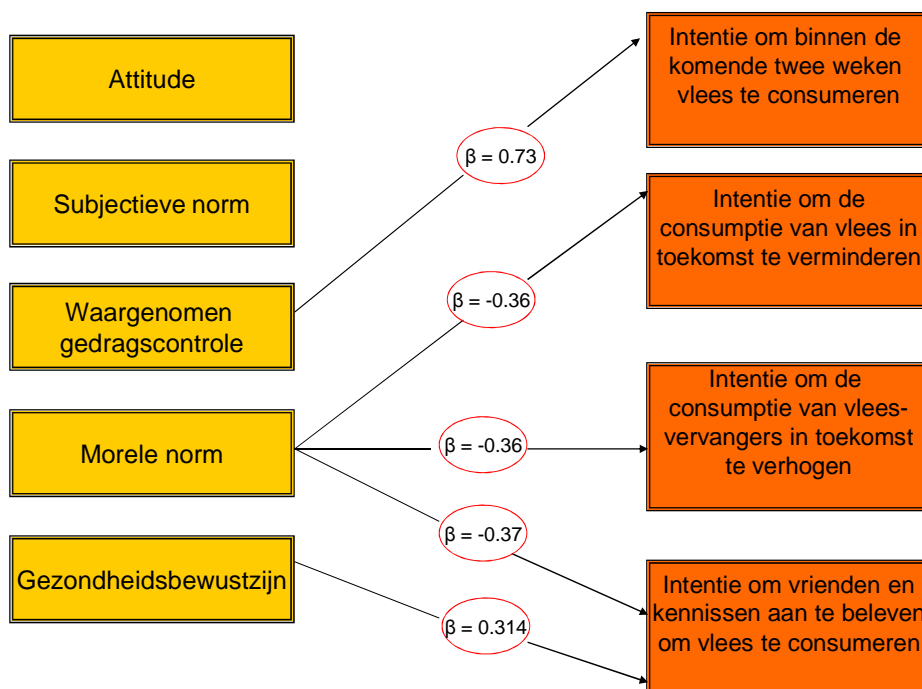 Attitude
Subjectieve norm
Waargenomen
gedragscontrole
Morele norm
Gezondheidsbewustzijn
β = 0.73
β = -0.36
β = -0.36
β = -0.37
β = 0.314
Intentie om binnen de
komende twee weken
vlees te consumeren
Intentie om de
consumptie van vlees in
toekomst te verminderen
Intentie om de
consumptie van vlees-
vervangers in toekomst
te verhogen
Intentie om vrienden en
kennissen aan te beleven
om vlees te consumeren